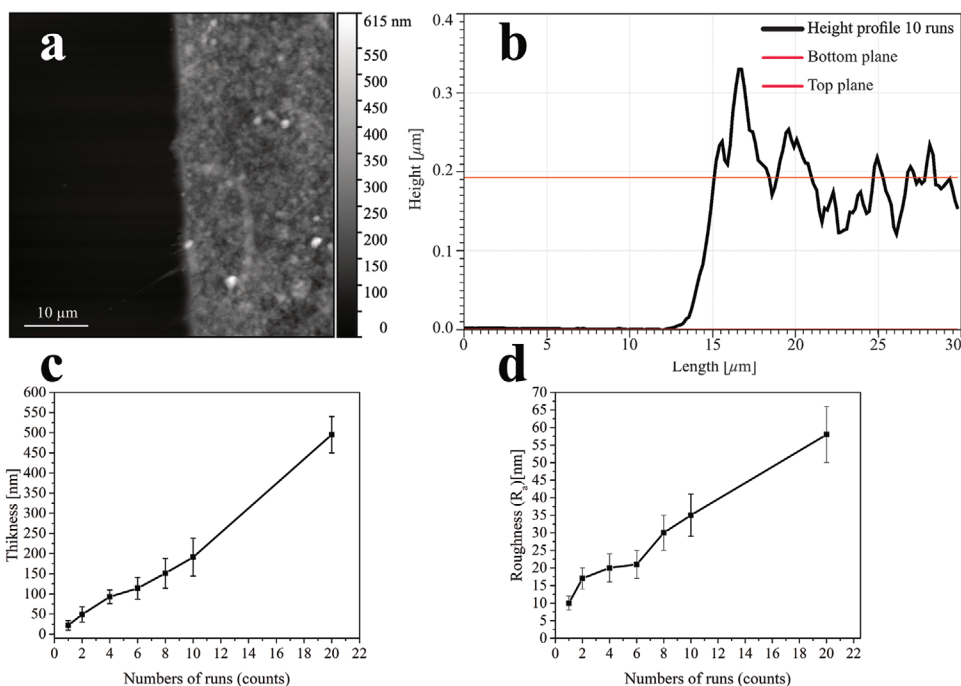 a
615 nm
550
500
450
400
350
300
250
200
150
100
0
10 µm
b
Height profile 10 runs
Bottom plane
Top plane
Height [µm]
0.4
0.3
0.2
0.1
0.0
0 5 10 15 20 25 30
Length [µm]
c
Thikness [nm]
600
550
500
450
400
350
300
250
200
150
100
50
0
0 2 4 6 8 10 12 14 16 18 20 22
Numbers of runs (counts)
d
Roughness (Ra)[nm]
70
65
60
55
50
45
40
35
30
25
20
15
10
5
0
0 2 4 6 8 10 12 14 16 18 20 22
Numbers of runs (counts)